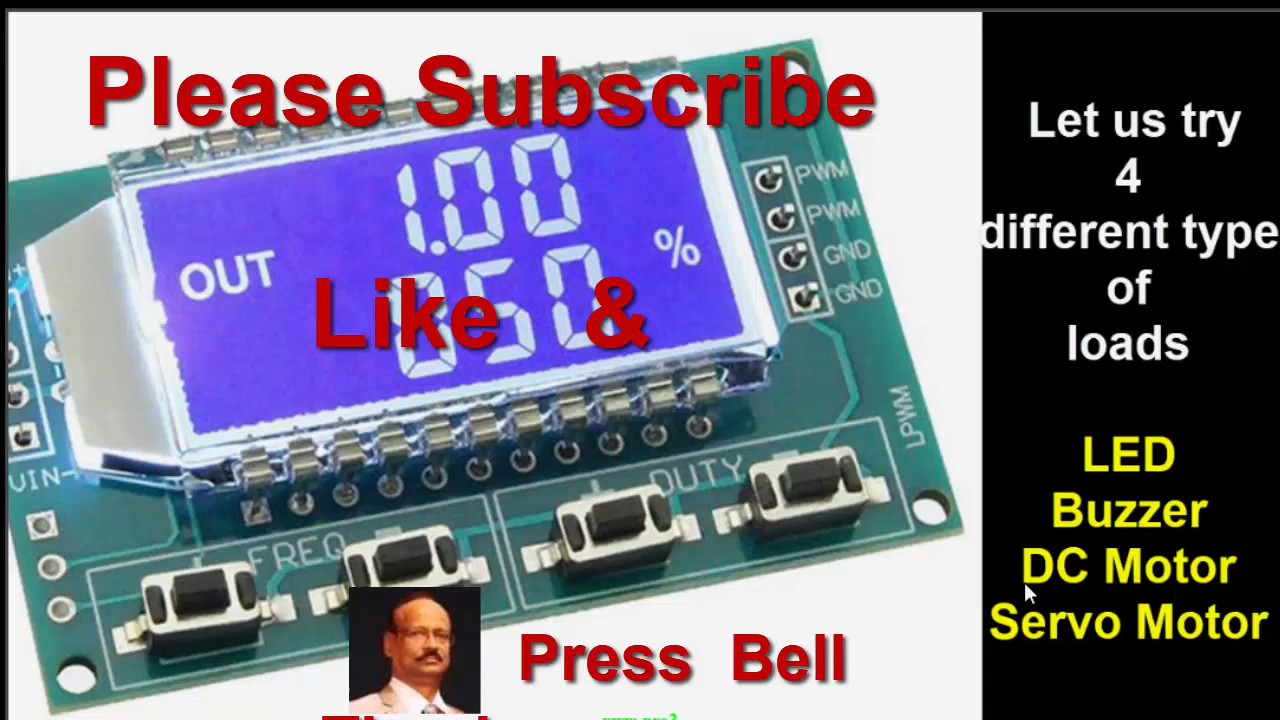 Please Subscribe
1.00
OUT
%
Like &
PWM
PWM
GND
GND
LPWM
VIN-
DUTY
FREQ
Press Bell
Let us try
4
different type
of
loads
LED
Buzzer
DC Motor
Servo Motor